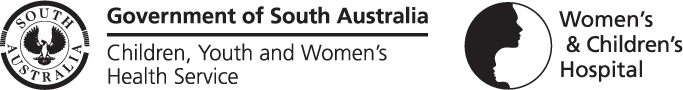 SOUTH
AUSTRALIA
Government of South Australia
Children, Youth and Women's
Health Service
Women's
& Children's
Hospital